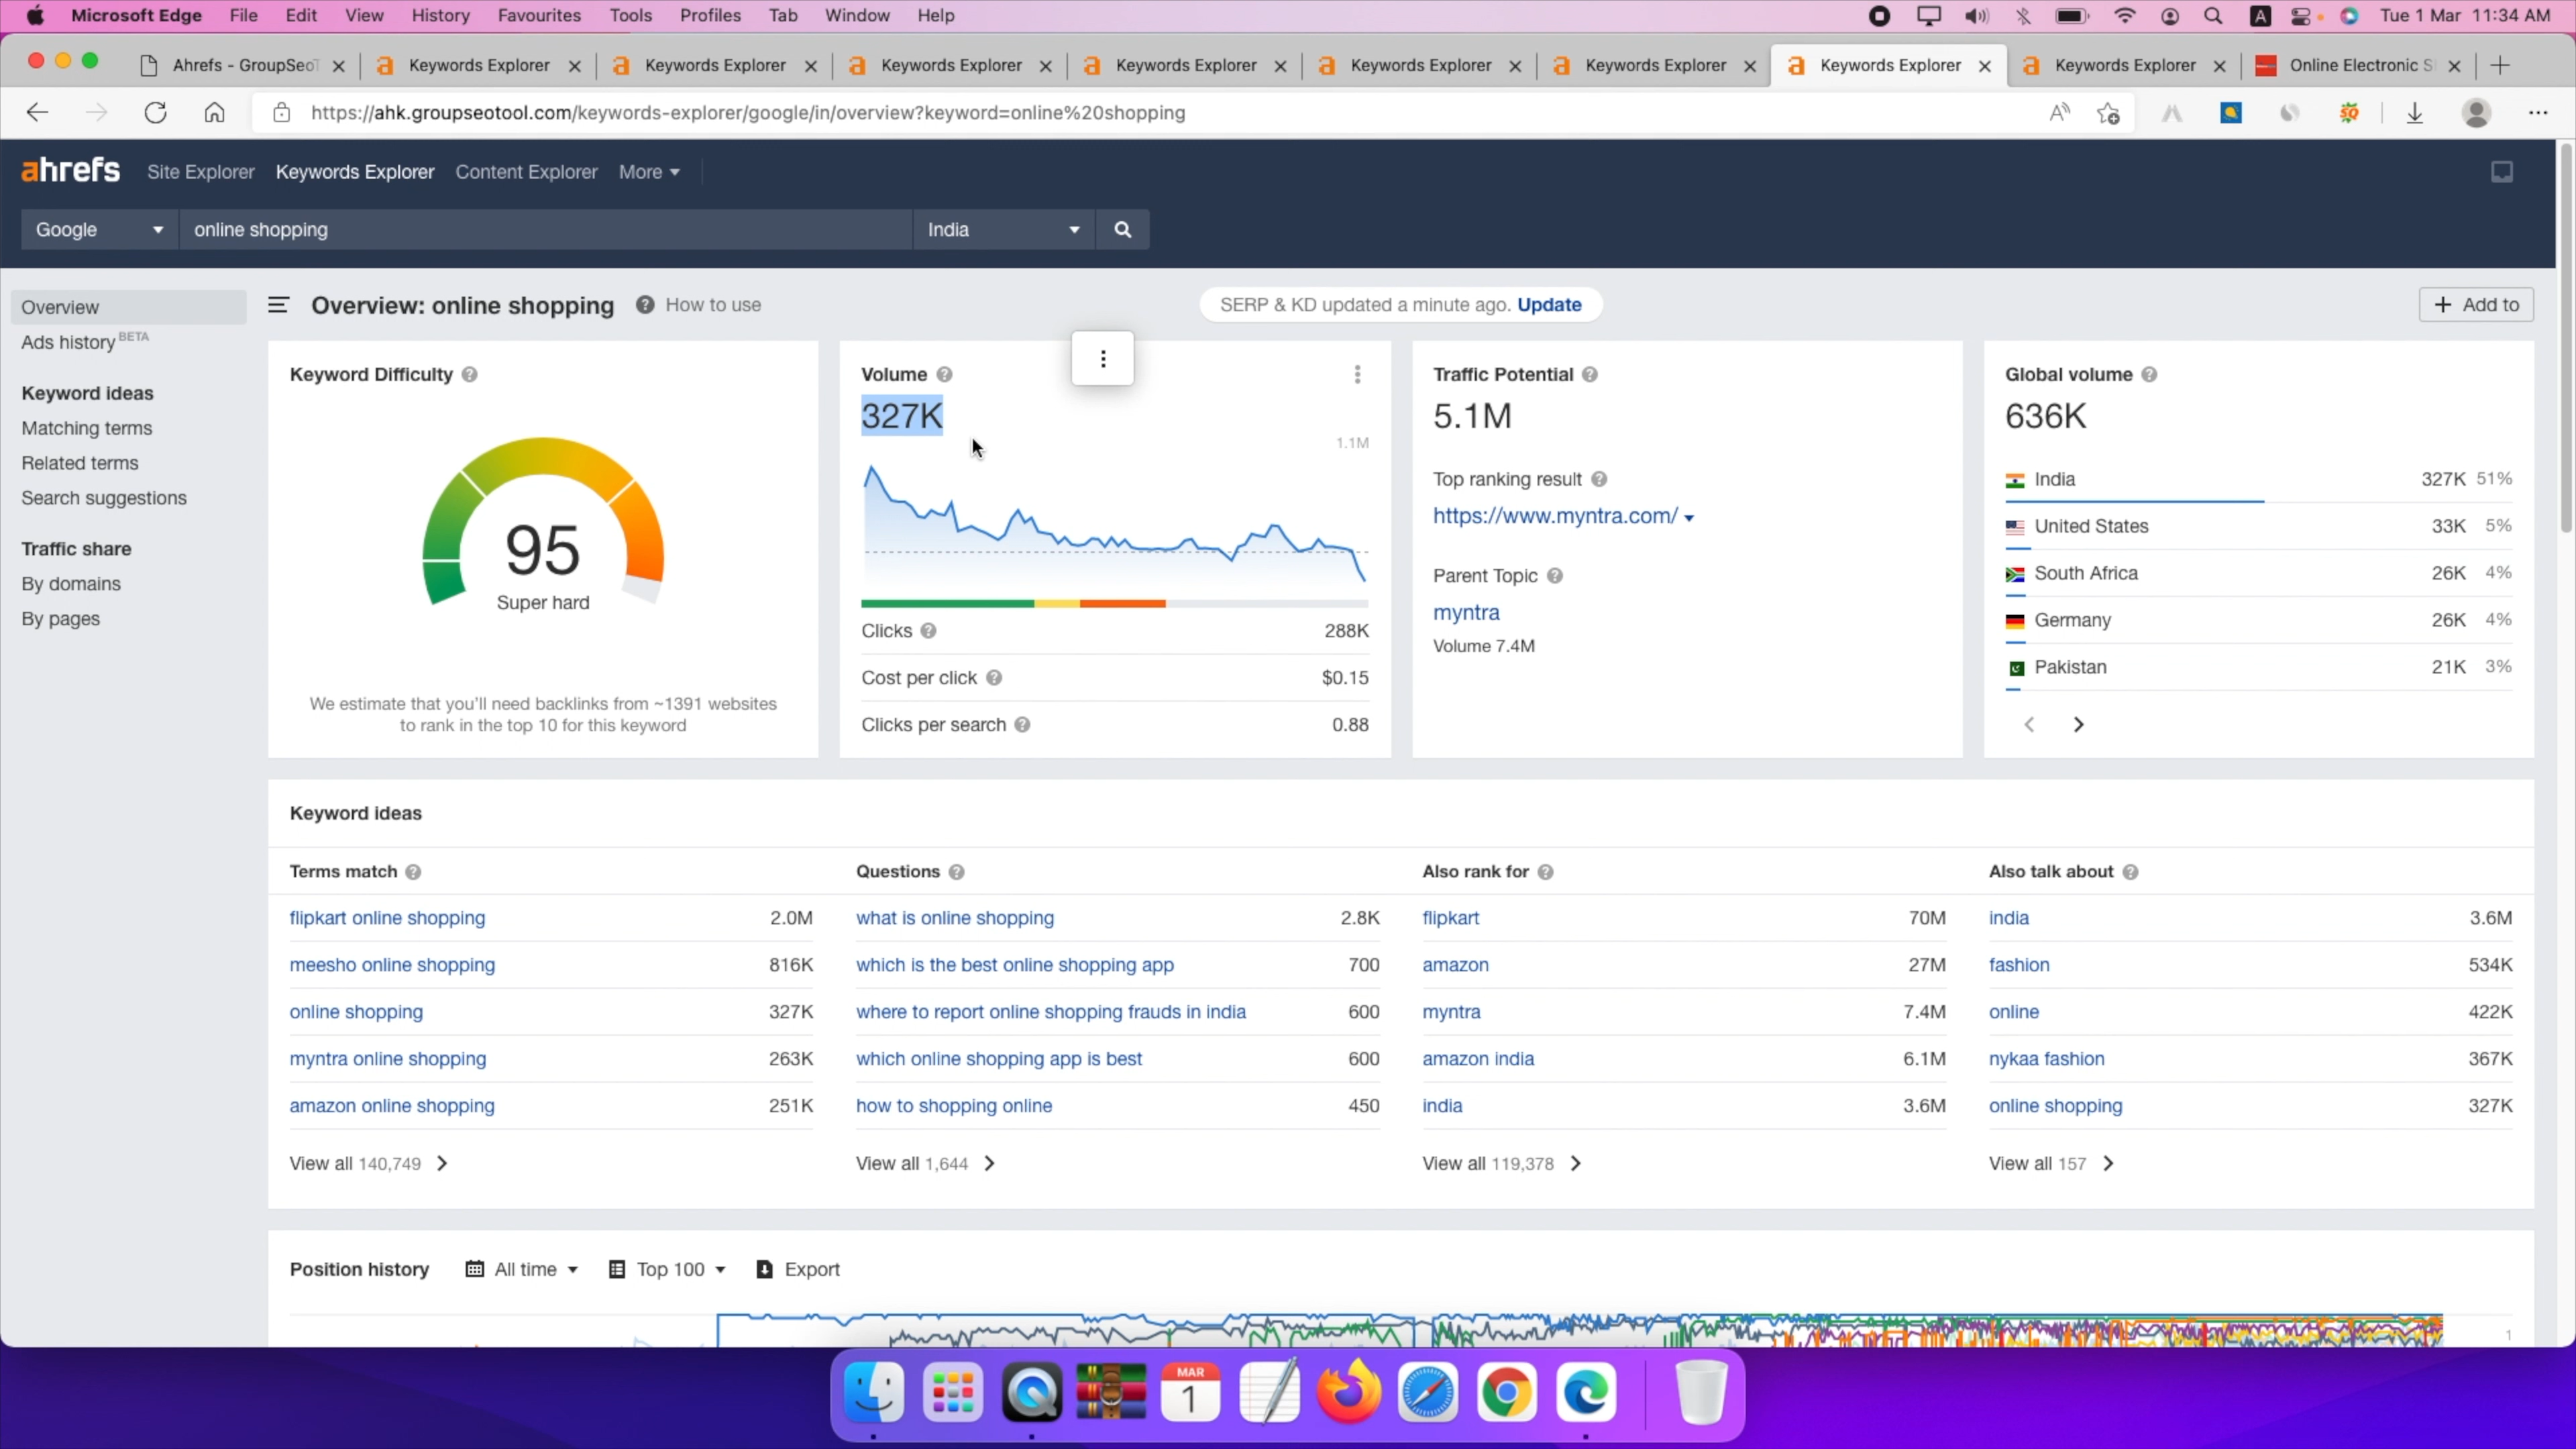 Microsoft Edge File Edit View History Favourites Tools Profiles Tab Window Help A Tue 1 Mar 11:34 AM
Ahrefs - GroupSeoT Keywords Explorer Keywords Explorer Keywords Explorer Keywords Explorer Keywords Explorer Keywords Explorer Keywords Explorer Keywords Explorer Online Electronic S
https://ahk.groupseotool.com/keywords-explorer/google/in/overview?keyword=online%20shopping
ahrefs Site Explorer Keywords Explorer Content Explorer More
Google online shopping India
Overview
Ads history BETA
Keyword ideas
Matching terms
Related terms
Search suggestions
Traffic share
By domains
By pages
Overview: online shopping ? How to use SERP & KD updated a minute ago. Update + Add to
Keyword Difficulty ?
95
Super hard
We estimate that you'll need backlinks from ~1391 websites
to rank in the top 10 for this keyword
Volume ?
327K
1.1M
Clicks ? 288K
Cost per click ? $0.15
Clicks per search ? 0.88
Traffic Potential ?
5.1M
Top ranking result ?
https://www.myntra.com/
Parent Topic ?
myntra
Volume 7.4M
Global volume ?
636K
India 327K 51%
United States 33K 5%
South Africa 26K 4%
Germany 26K 4%
Pakistan 21K 3%
Keyword ideas
Terms match ?
flipkart online shopping 2.0M
meesho online shopping 816K
online shopping 327K
myntra online shopping 263K
amazon online shopping 251K
View all 140,749
Questions ?
what is online shopping 2.8K
which is the best online shopping app 700
where to report online shopping frauds in india 600
which online shopping app is best 600
how to shopping online 450
View all 1,644
Also rank for ?
flipkart 70M
amazon 27M
myntra 7.4M
amazon india 6.1M
india 3.6M
View all 119,378
Also talk about ?
india 3.6M
fashion 534K
online 422K
nykaa fashion 367K
online shopping 327K
View all 157
Position history All time Top 100 Export
1
MAR
1